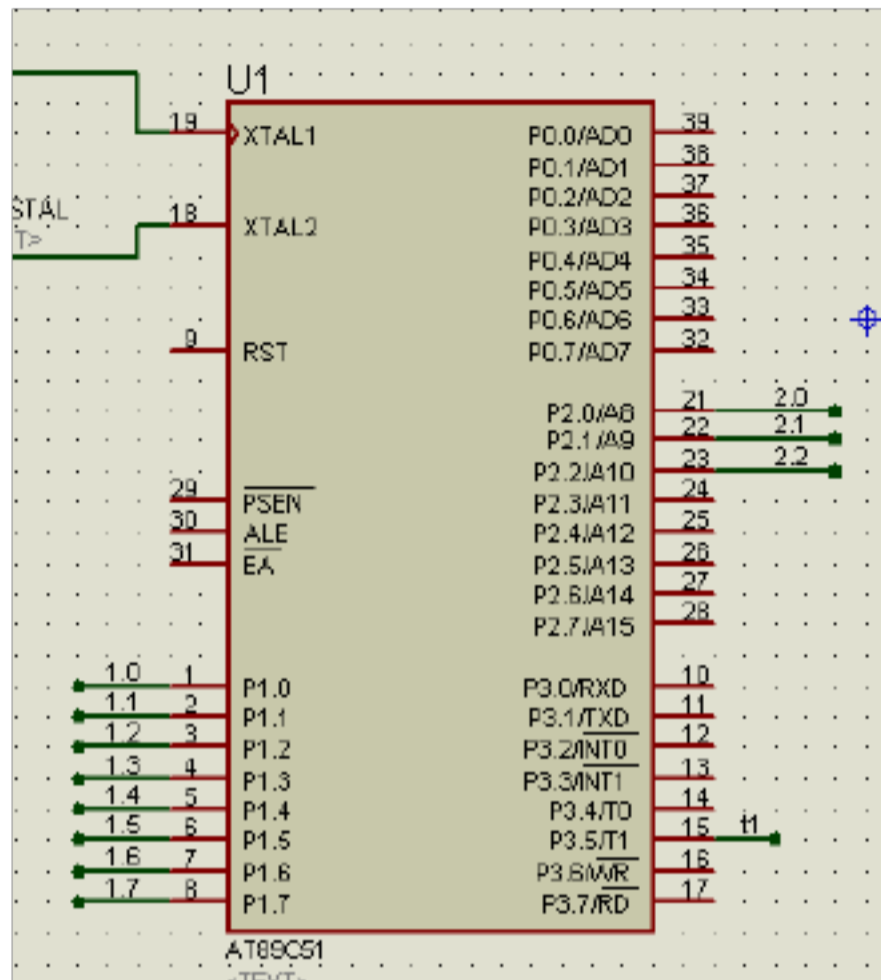 U1
19 XTAL1 P0.0/AD0 39
P0.1/AD1 38
P0.2/AD2 37
18 XTAL2 P0.3/AD3 36
STAL
T>
P0.4/AD4 35
P0.5/AD5 34
P0.6/AD6 33
9 RST P0.7/AD7 32
P2.0/A8 21 2.0
P2.1/A9 22 2.1
P2.2/A10 23 2.2
29 PSEN P2.3/A11 24
30 ALE P2.4/A12 25
31 EA P2.5/A13 26
P2.6/A14 27
P2.7/A15 28
1.0 1 P1.0 P3.0/RXD 10
1.1 2 P1.1 P3.1/TXD 11
1.2 3 P1.2 P3.2/INT0 12
1.3 4 P1.3 P3.3/INT1 13
1.4 5 P1.4 P3.4/T0 14
1.5 6 P1.5 P3.5/T1 15 t1
1.6 7 P1.6 P3.6/WR 16
1.7 8 P1.7 P3.7/RD 17
AT89C51
<TEXT>